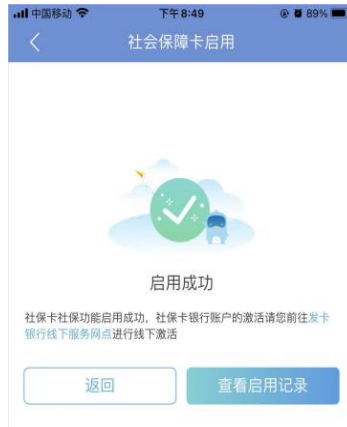 中国移动 下午8:49 89%
社会保障卡启用
启用成功
社保卡社保功能启用成功，社保卡银行账户的激活请您前往发卡
银行线下服务网点进行线下激活
返回 查看启用记录